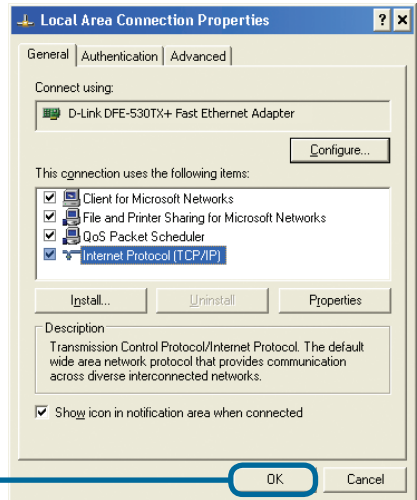 Local Area Connection Properties
General Authentication Advanced
Connect using:
D-Link DFE-530TX+ Fast Ethernet Adapter
Configure...
This connection uses the following items:
Client for Microsoft Networks
File and Printer Sharing for Microsoft Networks
QoS Packet Scheduler
Internet Protocol (TCP/IP)
Install... Uninstall Properties
Description
Transmission Control Protocol/Internet Protocol. The default
wide area network protocol that provides communication
across diverse interconnected networks.
Show icon in notification area when connected
OK Cancel